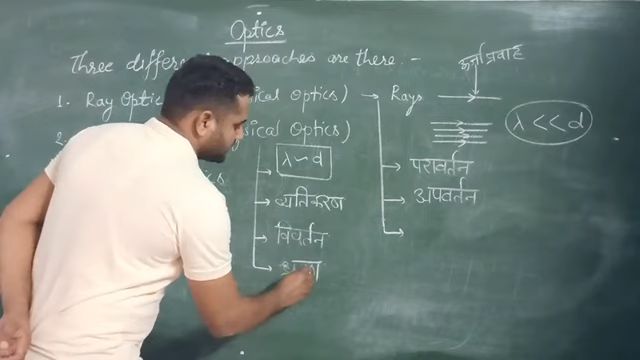 Optics
Three different approaches are there :-
1. Ray Optic ical optics) → Rays
ऊर्जा प्रवाह
λ << d
2. sical optics)
λ ~ d
परावर्तन
व्यतिकरण
अपवर्तन
विवर्तन